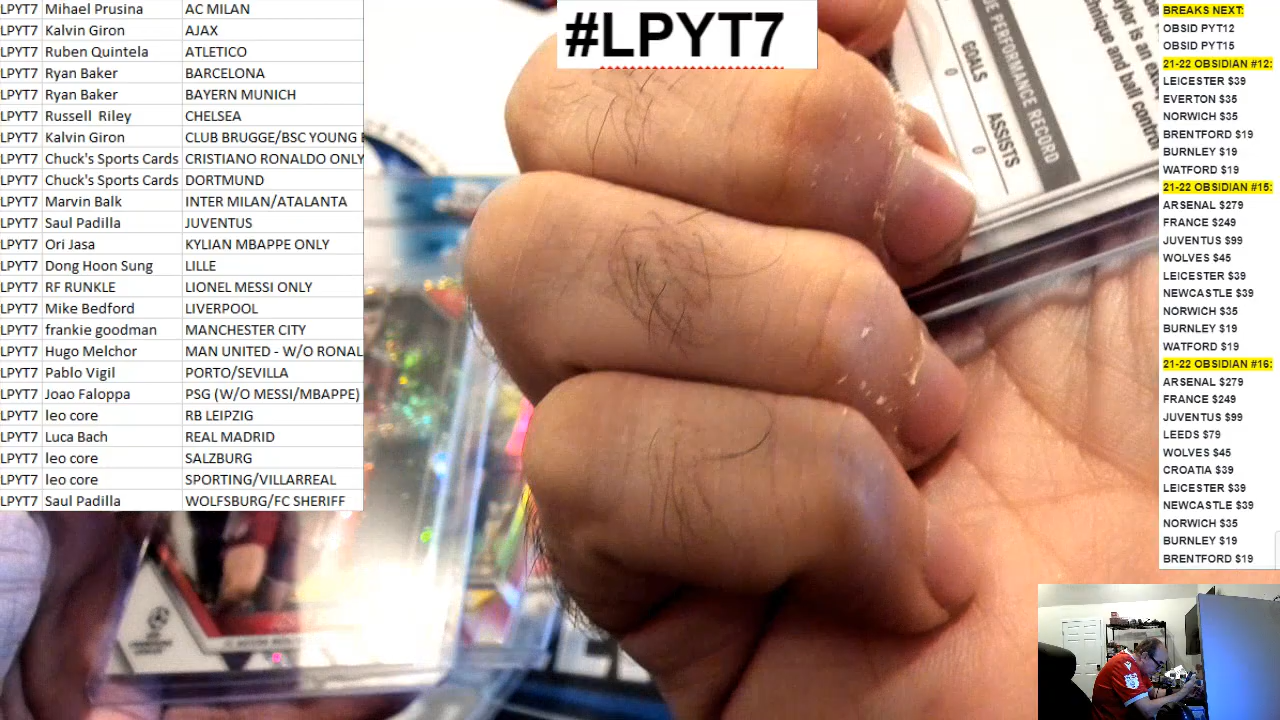 LPYT7 Mihael Prusina AC MILAN
LPYT7 Kalvin Giron AJAX
LPYT7 Ruben Quintela ATLETICO
LPYT7 Ryan Baker BARCELONA
LPYT7 Ryan Baker BAYERN MUNICH
LPYT7 Russell Riley CHELSEA
LPYT7 Kalvin Giron CLUB BRUGGE/BSC YOUNG
LPYT7 Chuck's Sports Cards CRISTIANO RONALDO ONLY
LPYT7 Chuck's Sports Cards DORTMUND
LPYT7 Marvin Balk INTER MILAN/ATALANTA
LPYT7 Saul Padilla JUVENTUS
LPYT7 Ori Jasa KYLIAN MBAPPE ONLY
LPYT7 Dong Hoon Sung LILLE
LPYT7 RF RUNKLE LIONEL MESSI ONLY
LPYT7 Mike Bedford LIVERPOOL
LPYT7 frankie goodman MANCHESTER CITY
LPYT7 Hugo Melchor MAN UNITED - W/O RONAL
LPYT7 Pablo Vigil PORTO/SEVILLA
LPYT7 Joao Faloppa PSG (W/O MESSI/MBAPPE)
LPYT7 leo core RB LEIPZIG
LPYT7 Luca Bach REAL MADRID
LPYT7 leo core SALZBURG
LPYT7 leo core SPORTING/VILLARREAL
LPYT7 Saul Padilla WOLFSBURG/FC SHERIFF
#LPYT7
PERFORMANCE RECORD
GOALS ASSISTS
0 0
and ball control
BREAKS NEXT:
OBSID PYT12
OBSID PYT15
21-22 OBSIDIAN #12:
LEICESTER $39
EVERTON $35
NORWICH $35
BRENTFORD $19
BURNLEY $19
WATFORD $19
21-22 OBSIDIAN #15:
ARSENAL $279
FRANCE $249
JUVENTUS $99
WOLVES $45
LEICESTER $39
NEWCASTLE $39
NORWICH $35
BURNLEY $19
WATFORD $19
21-22 OBSIDIAN #16:
ARSENAL $279
FRANCE $249
JUVENTUS $99
LEEDS $79
WOLVES $45
CROATIA $39
LEICESTER $39
NEWCASTLE $39
NORWICH $35
BURNLEY $19
BRENTFORD $19